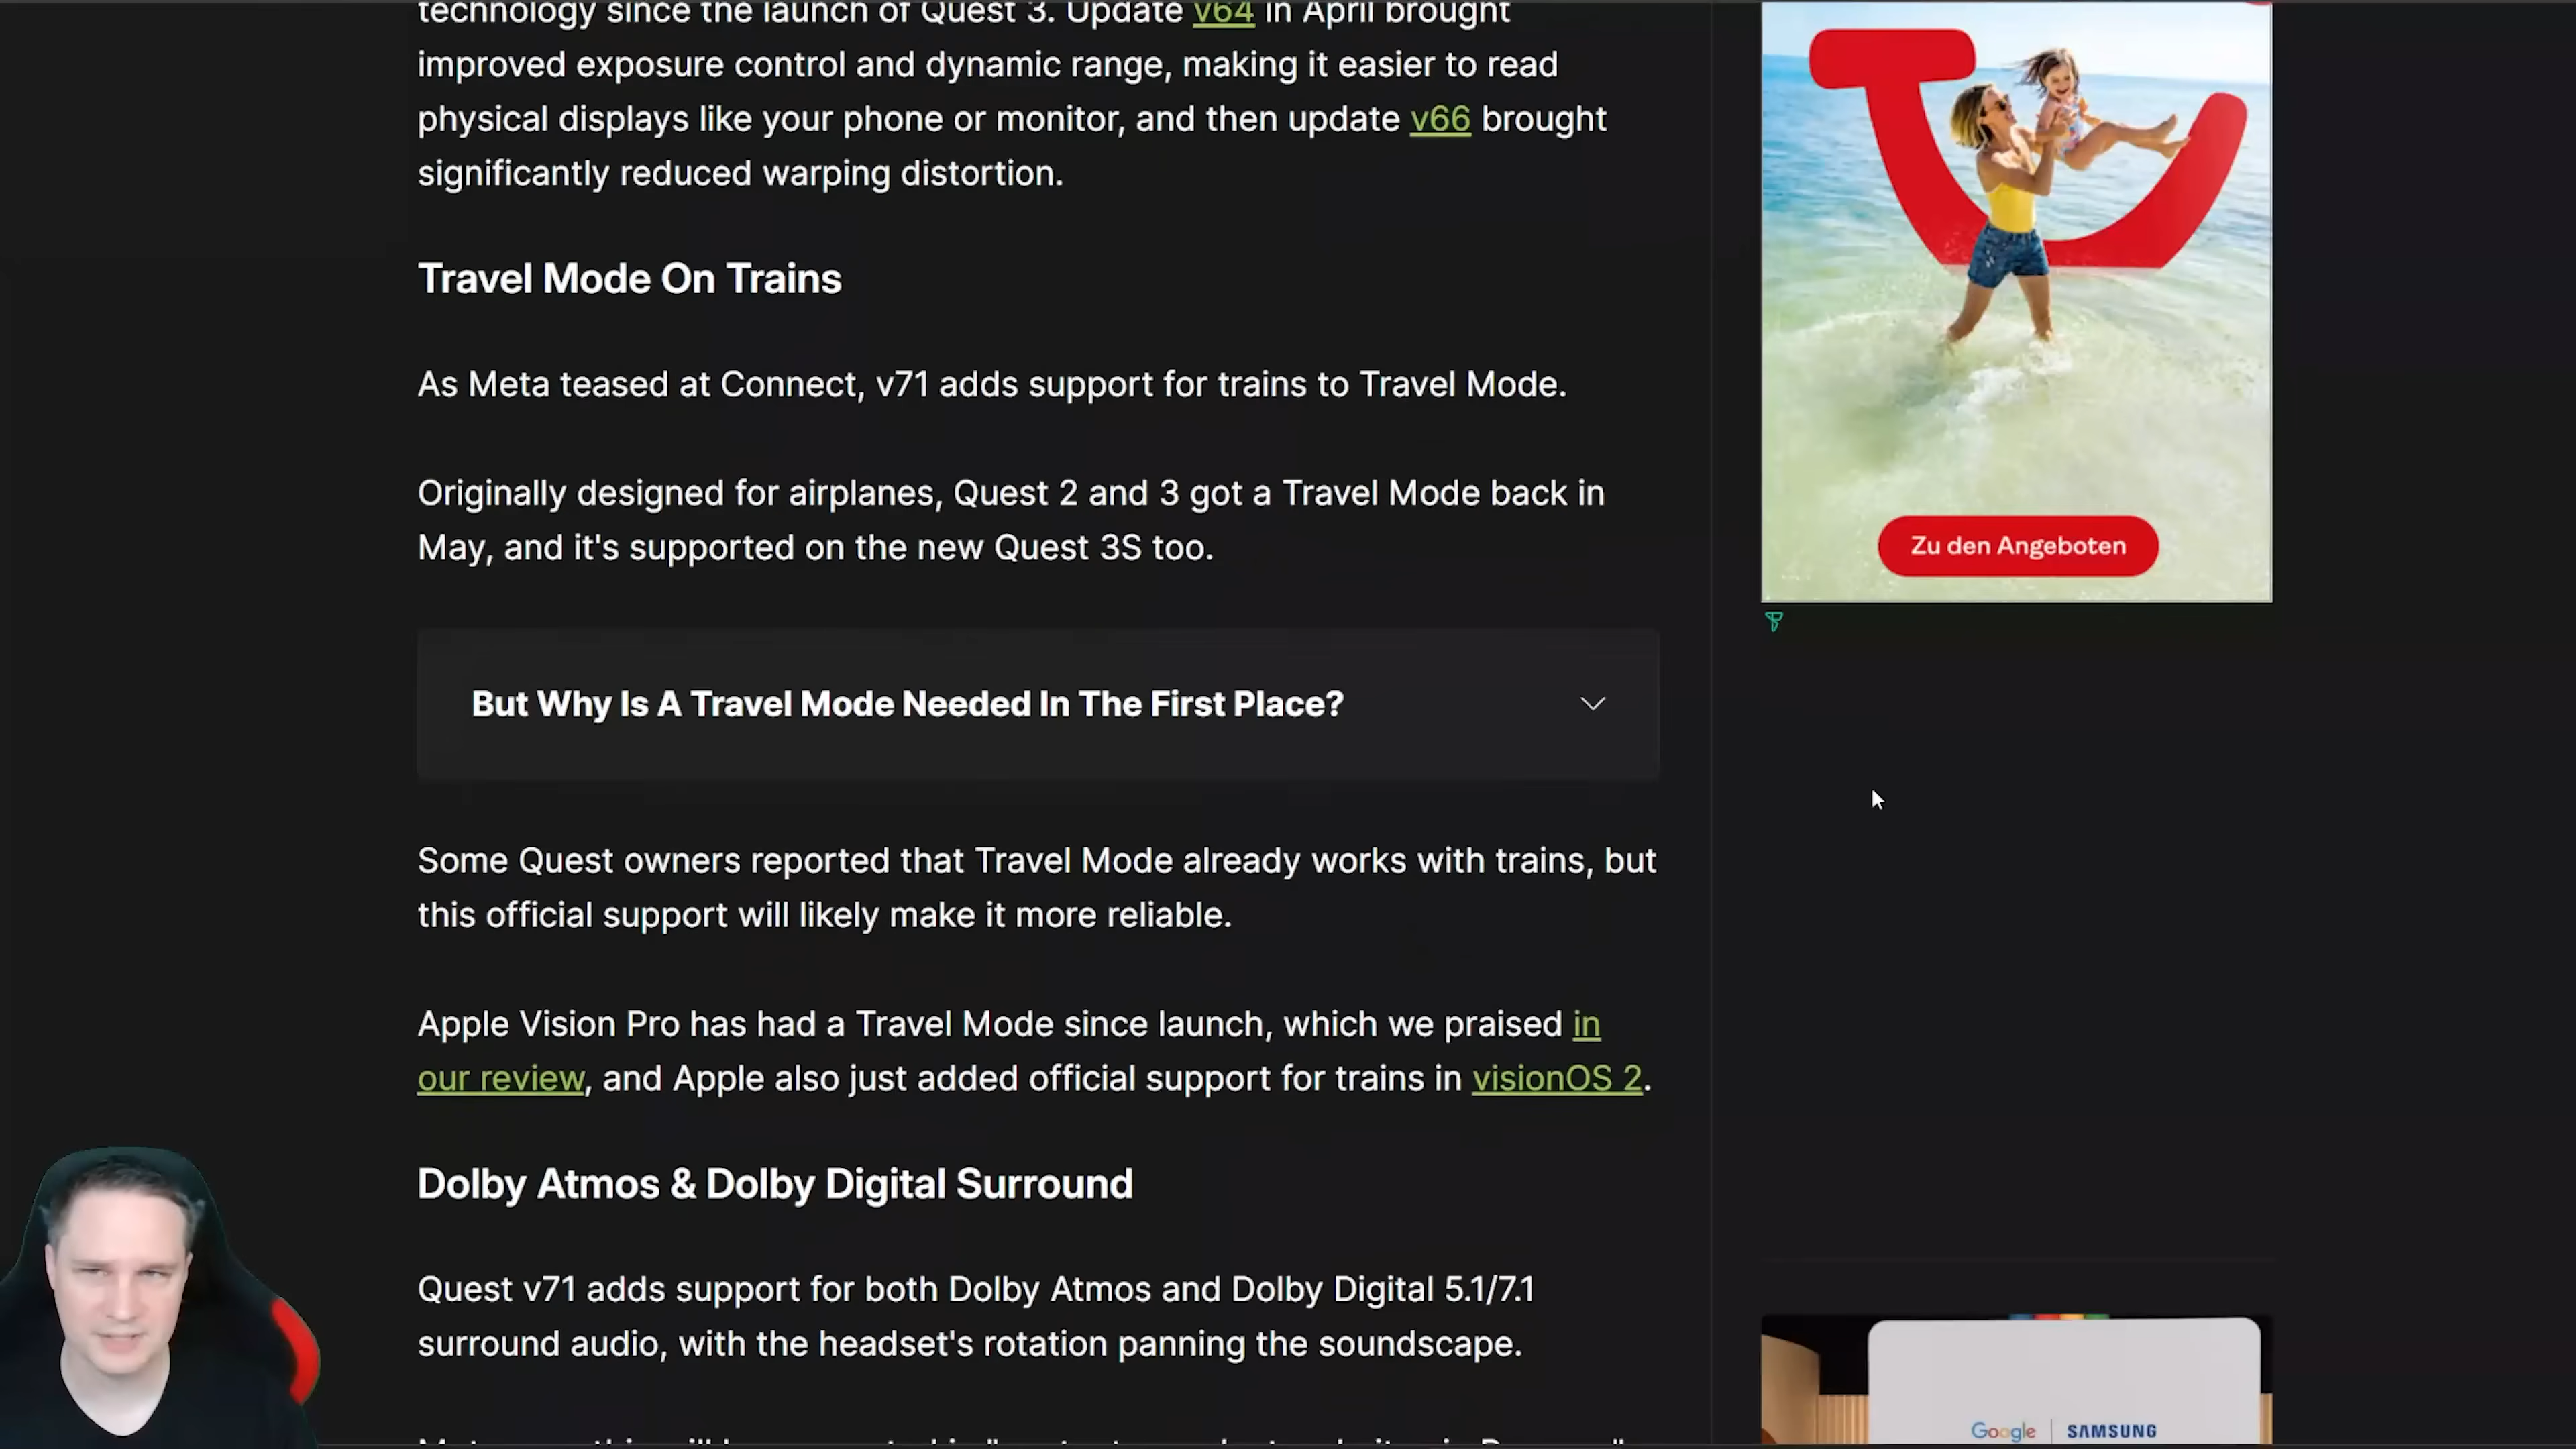 technology since the launch of Quest 3. Update v64 in April brought
improved exposure control and dynamic range, making it easier to read
physical displays like your phone or monitor, and then update v66 brought
significantly reduced warping distortion.
Travel Mode On Trains
As Meta teased at Connect, v71 adds support for trains to Travel Mode.
Originally designed for airplanes, Quest 2 and 3 got a Travel Mode back in
May, and it's supported on the new Quest 3S too.
But Why Is A Travel Mode Needed In The First Place?
Some Quest owners reported that Travel Mode already works with trains, but
this official support will likely make it more reliable.
Apple Vision Pro has had a Travel Mode since launch, which we praised in
our review, and Apple also just added official support for trains in visionOS 2.
Dolby Atmos & Dolby Digital Surround
Quest v71 adds support for both Dolby Atmos and Dolby Digital 5.1/7.1
surround audio, with the headset's rotation panning the soundscape.
Zu den Angeboten
Google | SAMSUNG